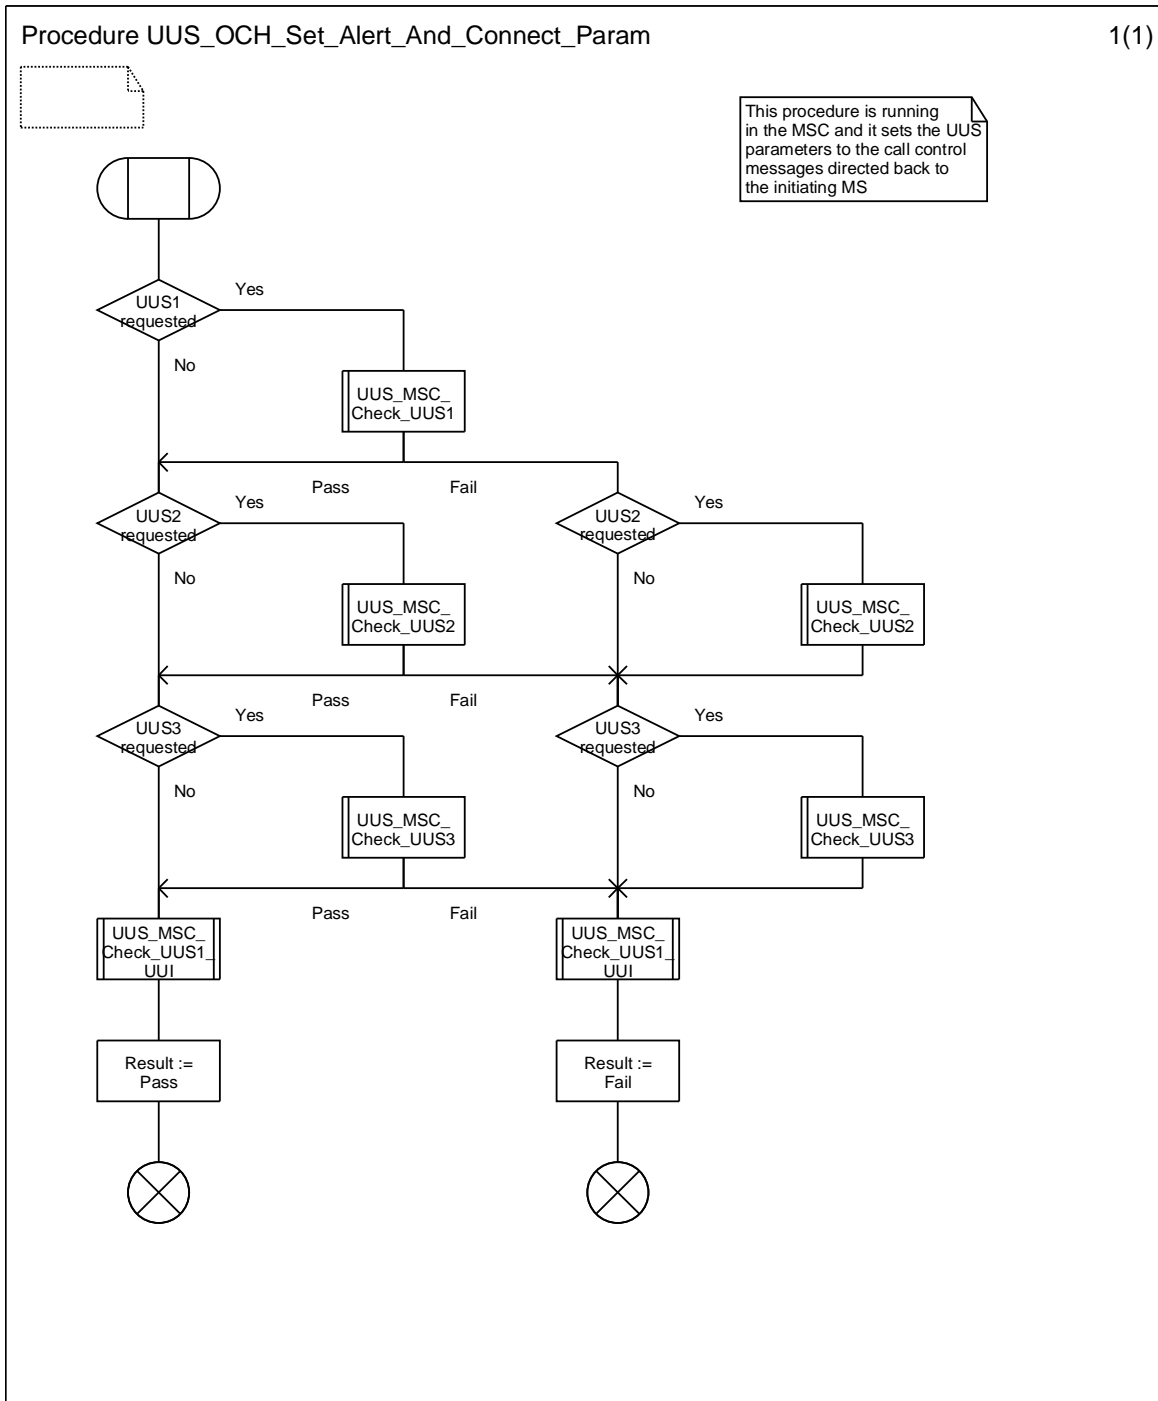 Procedure UUS_OCH_Set_Alert_And_Connect_Param
1(1)
This procedure is running
in the MSC and it sets the UUS
parameters to the call control
messages directed back to
the initiating MS
UUS1
requested
Yes
No
UUS_MSC_
Check_UUS1
Pass
Fail
UUS2
requested
Yes
No
UUS_MSC_
Check_UUS2
UUS2
requested
Yes
No
UUS_MSC_
Check_UUS2
Pass
Fail
UUS3
requested
Yes
No
UUS_MSC_
Check_UUS3
UUS3
requested
Yes
No
UUS_MSC_
Check_UUS3
Pass
Fail
UUS_MSC_
Check_UUS1_
UUI
UUS_MSC_
Check_UUS1_
UUI
Result :=
Pass
Result :=
Fail